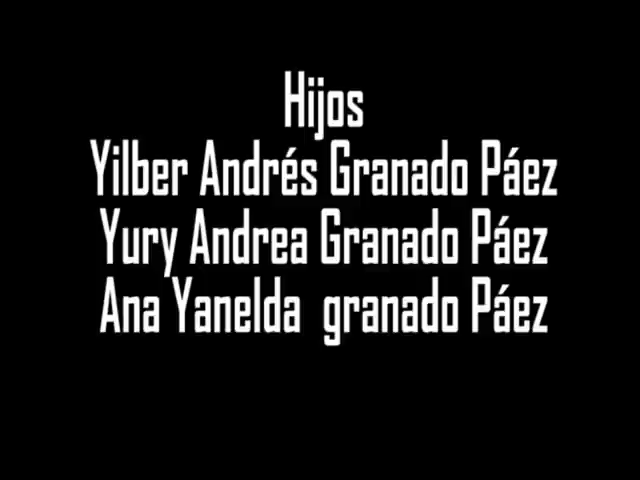 Hijos
Yilber Andrés Granado Páez
Yury Andrea Granado Páez
Ana Yanelda granado Páez